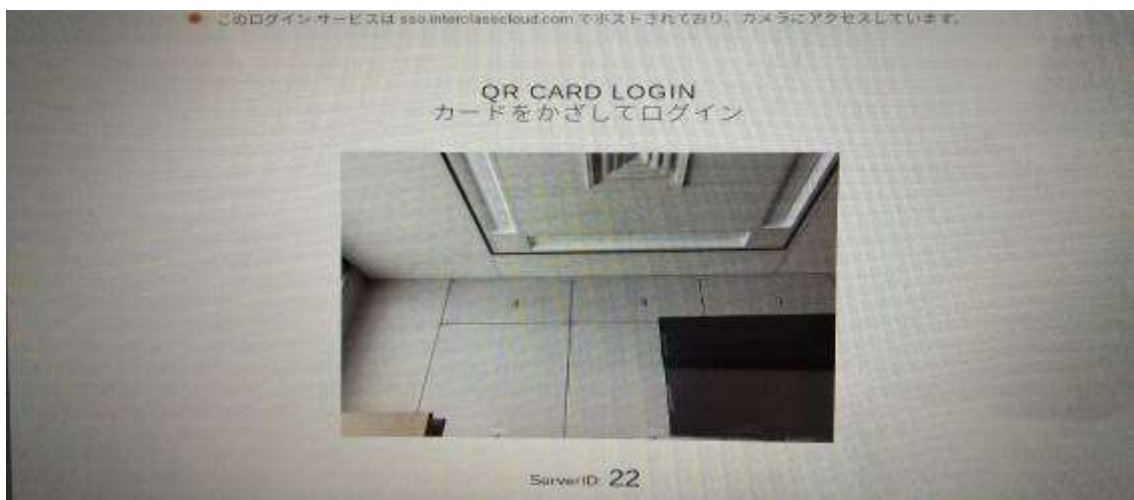 このログイン サービスは sso.interclasscloud.com でホストされており、カメラにアクセスしています。
QR CARD LOGIN
カードをかざしてログイン
ServerID: 22